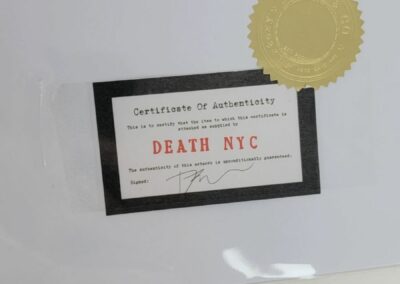 Certificate Of Authenticity
This is to certify that the item to which this certificate is
attached was supplied by
DEATH NYC
The authenticity of this artwork is unconditionally guaranteed.
Signed: